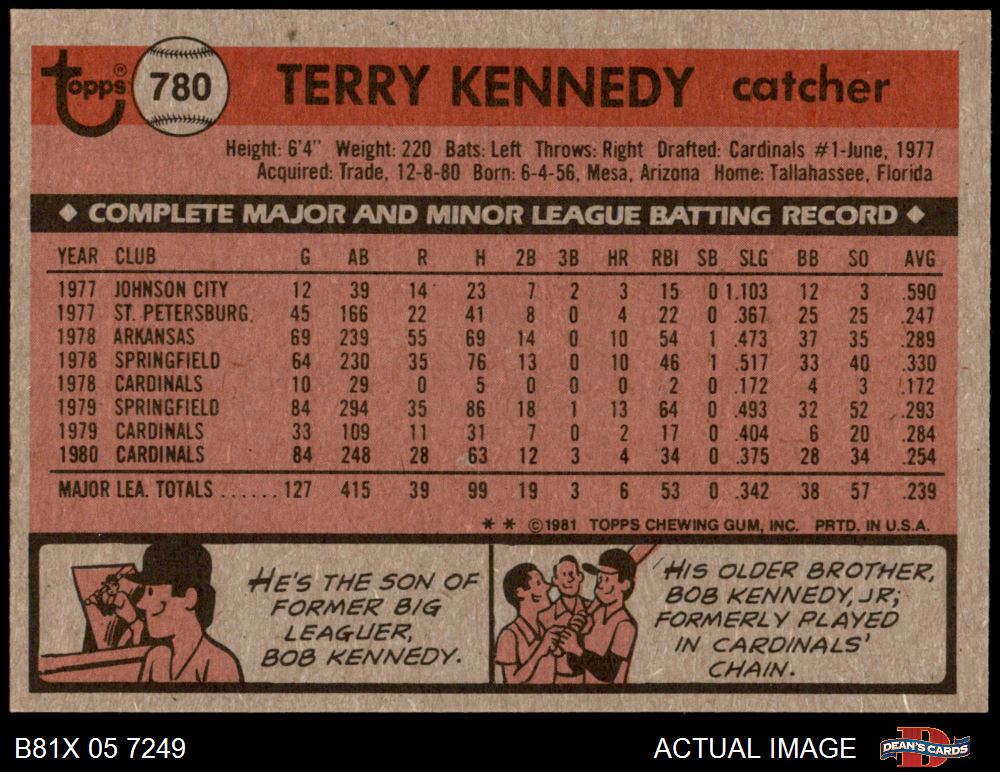 topps® 780 TERRY KENNEDY catcher
Height: 6'4" Weight: 220 Bats: Left Throws: Right Drafted: Cardinals #1-June, 1977
Acquired: Trade, 12-8-80 Born: 6-4-56, Mesa, Arizona Home: Tallahassee, Florida
◆ COMPLETE MAJOR AND MINOR LEAGUE BATTING RECORD ◆
YEAR CLUB G AB R H 2B 3B HR RBI SB SLG BB SO AVG
1977 JOHNSON CITY 12 39 14 23 7 2 3 15 0 1.103 12 3 .590
1977 ST. PETERSBURG. 45 166 22 41 8 0 4 22 0 .367 25 25 .247
1978 ARKANSAS 69 239 55 69 14 0 10 54 1 .473 37 35 .289
1978 SPRINGFIELD 64 230 35 76 13 0 10 46 1 .517 33 40 .330
1978 CARDINALS 10 29 0 5 0 0 0 2 0 .172 4 3 .172
1979 SPRINGFIELD 84 294 35 86 18 1 13 64 0 .493 32 52 .293
1979 CARDINALS 33 109 11 31 7 0 2 17 0 .404 6 20 .284
1980 CARDINALS 84 248 28 63 12 3 4 34 0 .375 28 34 .254
MAJOR LEA. TOTALS ...... 127 415 39 99 19 3 6 53 0 .342 38 57 .239
* * ©1981 TOPPS CHEWING GUM, INC. PRTD. IN U.S.A.
HE'S THE SON OF
FORMER BIG
LEAGUER,
BOB KENNEDY.
HIS OLDER BROTHER,
BOB KENNEDY, JR;
FORMERLY PLAYED
IN CARDINALS'
CHAIN.
B81X 05 7249 ACTUAL IMAGE DEAN'S CARDS